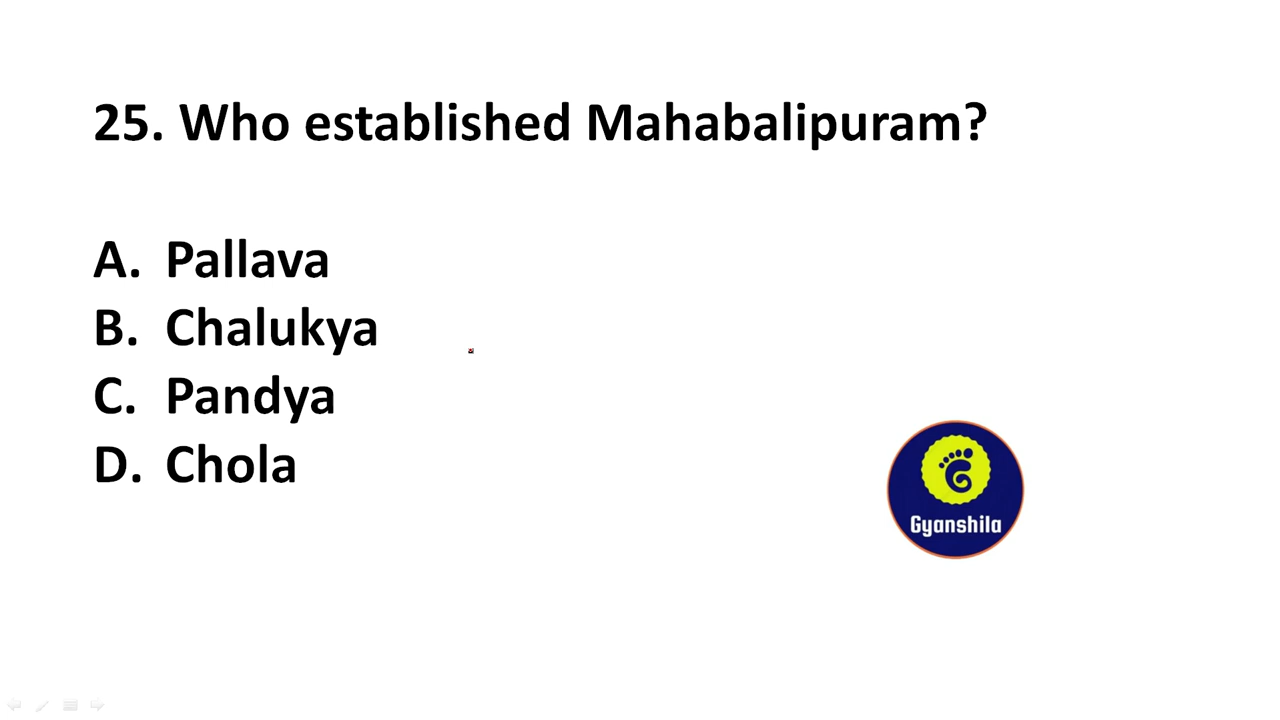 25. Who established Mahabalipuram?
A. Pallava
B. Chalukya
C. Pandya
D. Chola
Gyanshila